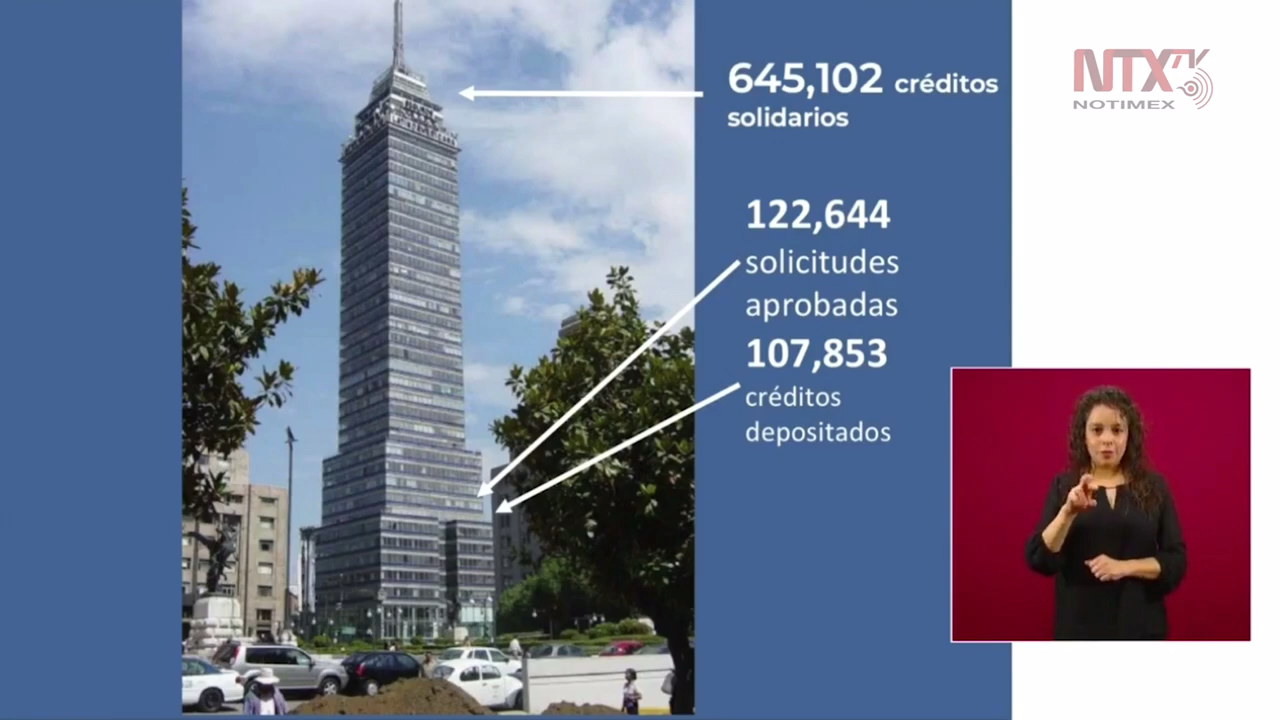 645,102 créditos
solidarios
122,644
solicitudes
aprobadas
107,853
créditos
depositados
NTX
NOTIMEX